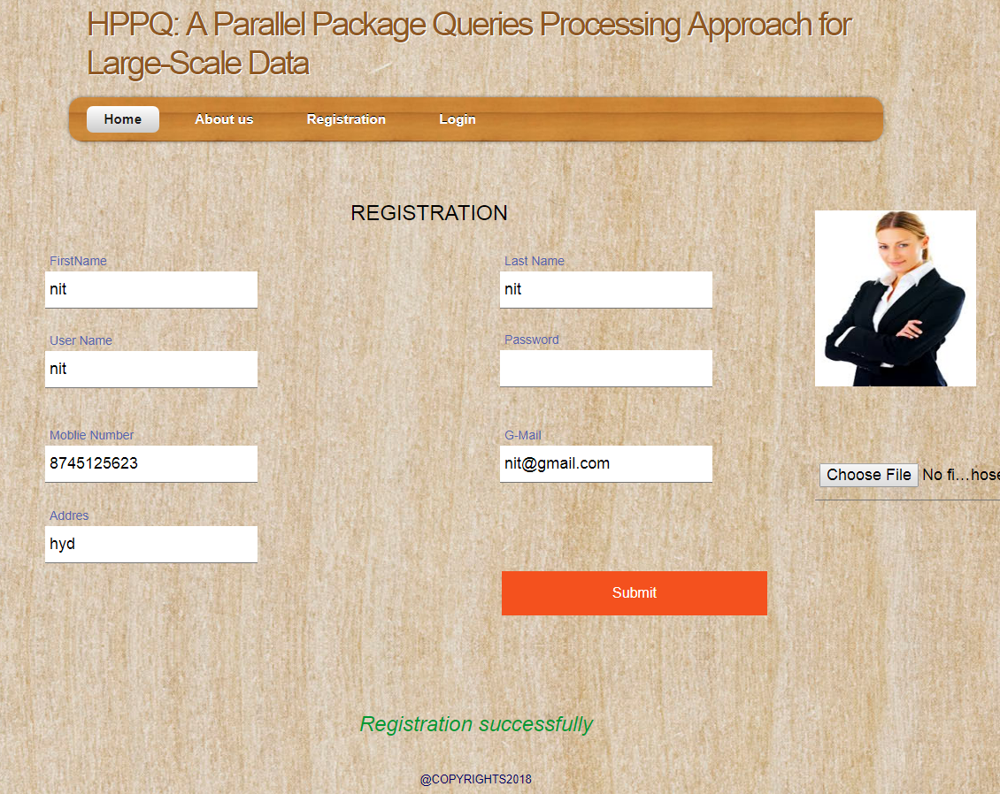 HPPQ: A Parallel Package Queries Processing Approach for
Large-Scale Data
Home About us Registration Login
REGISTRATION
FirstName Last Name
nit nit
User Name Password
nit
Moblie Number G-Mail
8745125623 nit@gmail.com
Choose File No fi...hose
Addres
hyd
Submit
Registration successfully
@COPYRIGHTS2018